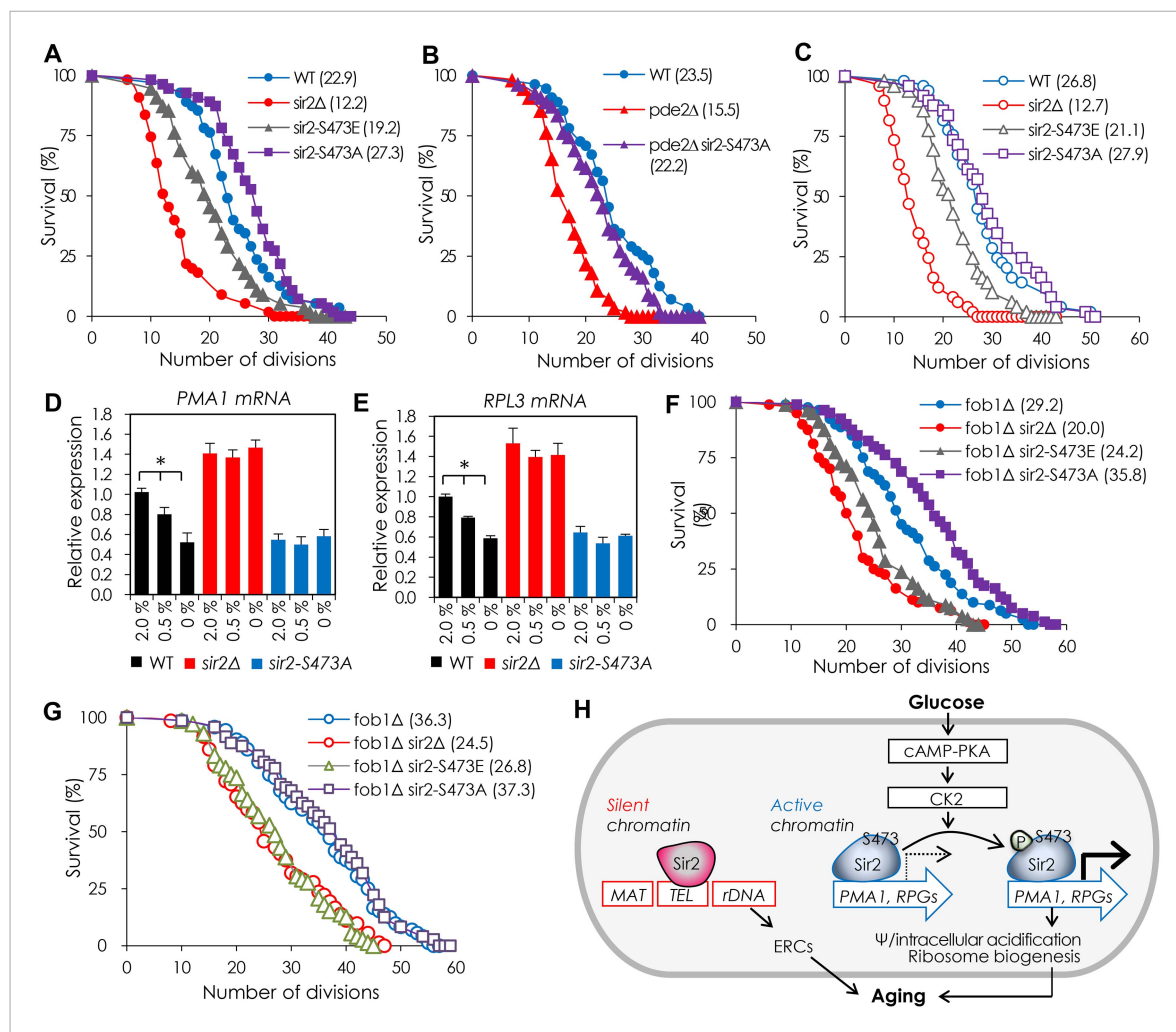 A
100
75
50
25
0
Survival (%)
0 10 20 30 40 50
Number of divisions
WT (22.9)
sir2Δ (12.2)
sir2-S473E (19.2)
sir2-S473A (27.3)
B
100
75
50
25
0
Survival (%)
0 10 20 30 40 50
Number of divisions
WT (23.5)
pde2Δ (15.5)
pde2Δ sir2-S473A
(22.2)
C
100
75
50
25
0
Survival (%)
0 10 20 30 40 50
Number of divisions
WT (26.8)
sir2Δ (12.7)
sir2-S473E (21.1)
sir2-S473A (27.9)
D
PMA1 mRNA
1.8
1.6
1.4
1.2
1.0
0.8
0.6
0.4
0.2
0.0
Relative expression
*
2.0 % 0.5 % 0 % 2.0 % 0.5 % 0 % 2.0 % 0.5 % 0 %
WT sir2Δ sir2-S473A
E
RPL3 mRNA
1.8
1.6
1.4
1.2
1.0
0.8
0.6
0.4
0.2
0.0
Relative expression
*
2.0 % 0.5 % 0 % 2.0 % 0.5 % 0 % 2.0 % 0.5 % 0 %
WT sir2Δ sir2-S473A
F
100
75
50
25
0
Survival
(%)
0 10 20 30 40 50 60
Number of divisions
fob1Δ (29.2)
fob1Δ sir2Δ (20.0)
fob1Δ sir2-S473E (24.2)
fob1Δ sir2-S473A (35.8)
G
100
75
50
25
0
Survival (%)
0 10 20 30 40 50 60
Number of divisions
fob1Δ (36.3)
fob1Δ sir2Δ (24.5)
fob1Δ sir2-S473E (26.8)
fob1Δ sir2-S473A (37.3)
H
Glucose
cAMP-PKA
CK2
Silent
chromatin
Active
chromatin
Sir2
MAT TEL rDNA
S473
Sir2
PMA1, RPGs
P S473
Sir2
PMA1, RPGs
ERCs
Ψ/intracellular acidification
Ribosome biogenesis
Aging